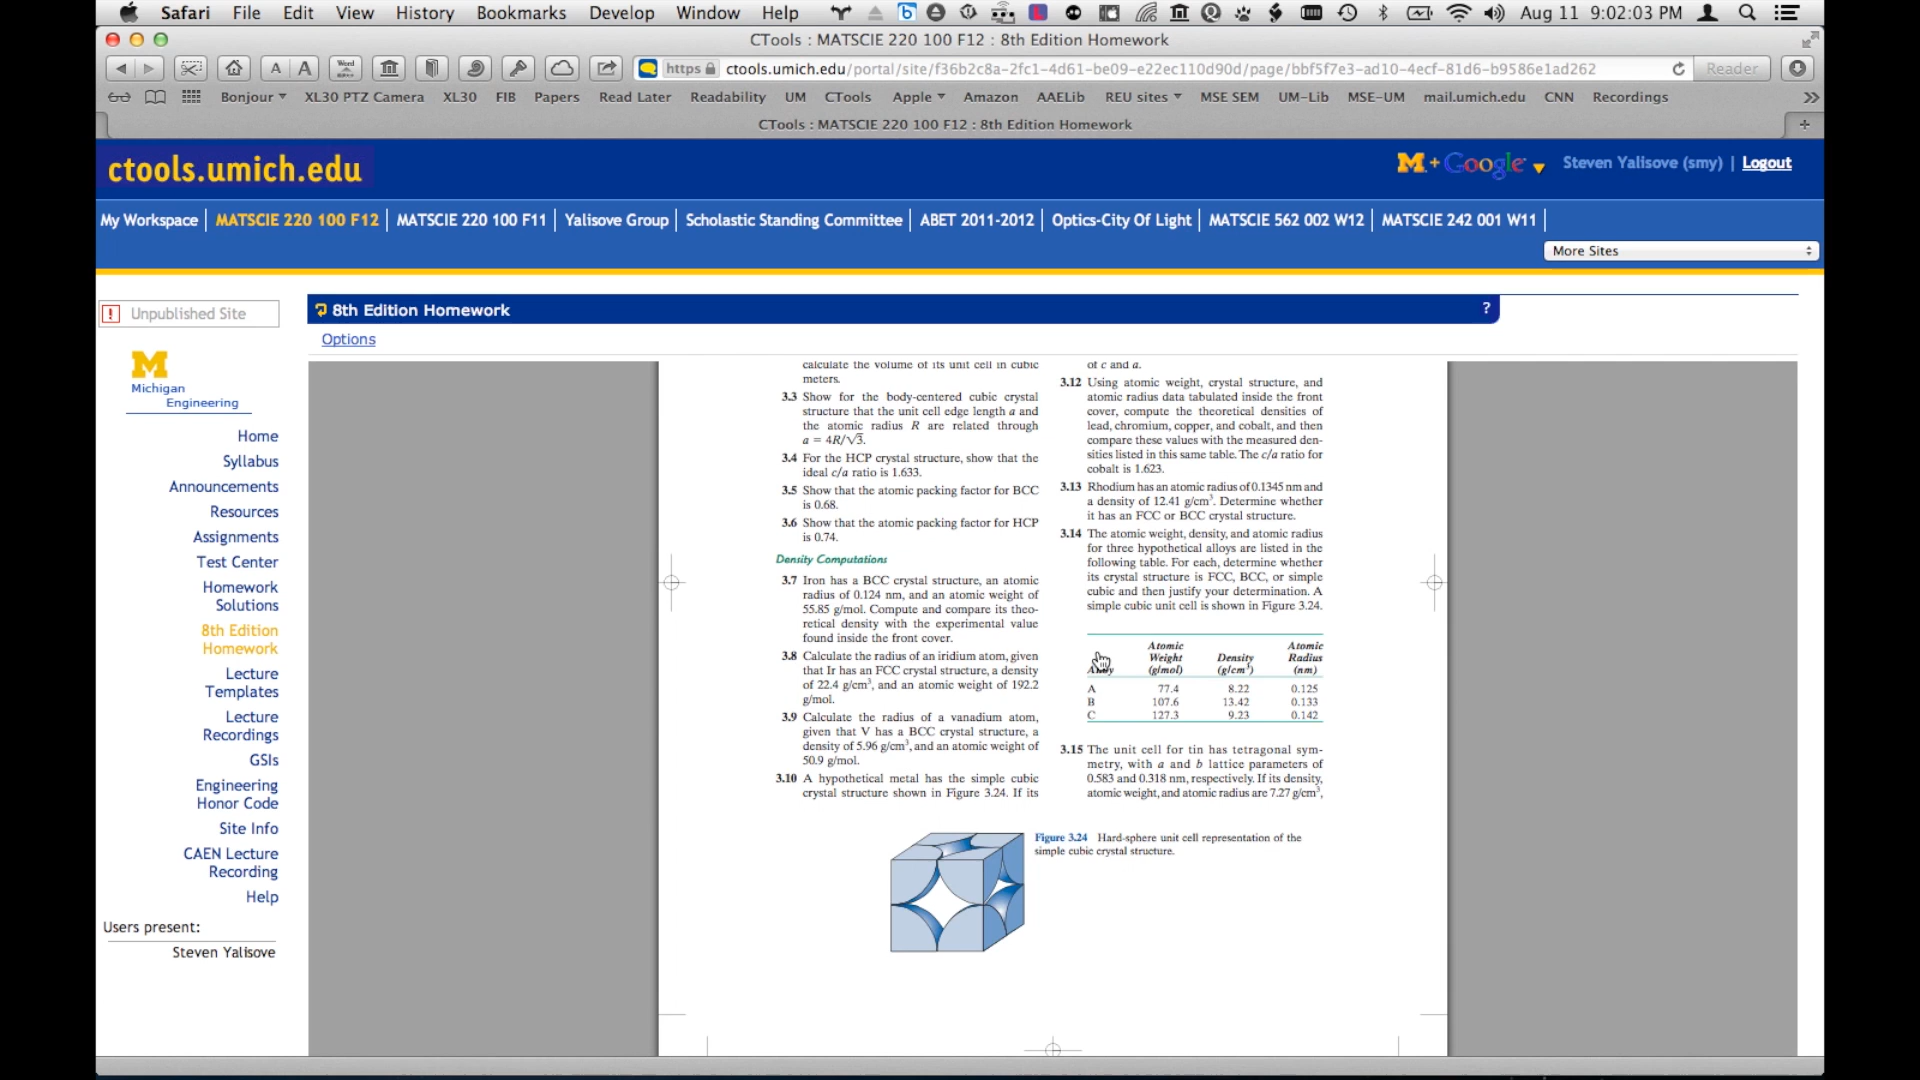 Safari File Edit View History Bookmarks Develop Window Help Aug 11 9:02:03 PM
CTools : MATSCIE 220 100 F12 : 8th Edition Homework
A A Word https ctools.umich.edu/portal/site/f36b2c8a-2fc1-4d61-be09-e22ec110d90d/page/bbf5f7e3-ad10-4ecf-81d6-b9586e1ad262 Reader
Bonjour XL30 PTZ Camera XL30 FIB Papers Read Later Readability UM CTools Apple Amazon AAELib REU sites MSE SEM UM-Lib MSE-UM mail.umich.edu CNN Recordings
CTools : MATSCIE 220 100 F12 : 8th Edition Homework
ctools.umich.edu
M + Google Steven Yalisove (smy) | Logout
My Workspace MATSCIE 220 100 F12 MATSCIE 220 100 F11 Yalisove Group Scholastic Standing Committee ABET 2011-2012 Optics-City Of Light MATSCIE 562 002 W12 MATSCIE 242 001 W11
More Sites
! Unpublished Site
8th Edition Homework ?
Options
M
Michigan
Engineering
Home
Syllabus
Announcements
Resources
Assignments
Test Center
Homework
Solutions
8th Edition
Homework
Lecture
Templates
Lecture
Recordings
GSIs
Engineering
Honor Code
Site Info
CAEN Lecture
Recording
Help
Users present:
Steven Yalisove
calculate the volume of its unit cell in cubic
meters.
3.3 Show for the body-centered cubic crystal
structure that the unit cell edge length a and
the atomic radius R are related through
a = 4R/√3.
3.4 For the HCP crystal structure, show that the
ideal c/a ratio is 1.633.
3.5 Show that the atomic packing factor for BCC
is 0.68.
3.6 Show that the atomic packing factor for HCP
is 0.74.
Density Computations
3.7 Iron has a BCC crystal structure, an atomic
radius of 0.124 nm, and an atomic weight of
55.85 g/mol. Compute and compare its theo-
retical density with the experimental value
found inside the front cover.
3.8 Calculate the radius of an iridium atom, given
that Ir has an FCC crystal structure, a density
of 22.4 g/cm³, and an atomic weight of 192.2
g/mol.
3.9 Calculate the radius of a vanadium atom,
given that V has a BCC crystal structure, a
density of 5.96 g/cm³, and an atomic weight of
50.9 g/mol.
3.10 A hypothetical metal has the simple cubic
crystal structure shown in Figure 3.24. If its
of c and a.
3.12 Using atomic weight, crystal structure, and
atomic radius data tabulated inside the front
cover, compute the theoretical densities of
lead, chromium, copper, and cobalt, and then
compare these values with the measured den-
sities listed in this same table. The c/a ratio for
cobalt is 1.623.
3.13 Rhodium has an atomic radius of 0.1345 nm and
a density of 12.41 g/cm³. Determine whether
it has an FCC or BCC crystal structure.
3.14 The atomic weight, density, and atomic radius
for three hypothetical alloys are listed in the
following table. For each, determine whether
its crystal structure is FCC, BCC, or simple
cubic and then justify your determination. A
simple cubic unit cell is shown in Figure 3.24.
Atomic Atomic
Weight Density Radius
Alloy (g/mol) (g/cm³) (nm)
A 77.4 8.22 0.125
B 107.6 13.42 0.133
C 127.3 9.23 0.142
3.15 The unit cell for tin has tetragonal sym-
metry, with a and b lattice parameters of
0.583 and 0.318 nm, respectively. If its density,
atomic weight, and atomic radius are 7.27 g/cm³,
Figure 3.24 Hard-sphere unit cell representation of the
simple cubic crystal structure.